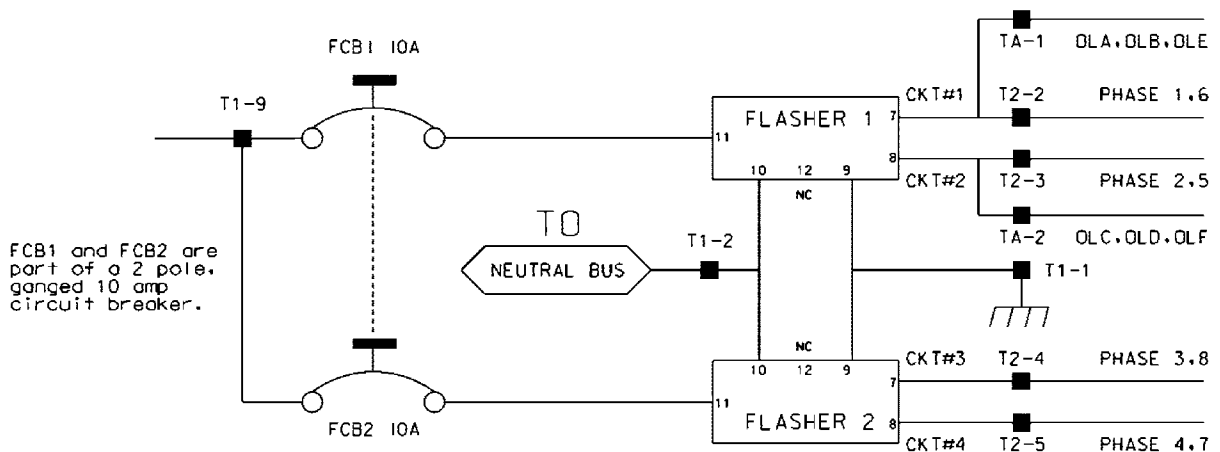 FCB1 10A
T1-9
TA-1 OLA.OLB.OLE
CKT#1 T2-2 PHASE 1.6
FLASHER 1
7
11
8
10 12 9
NC
CKT#2 T2-3 PHASE 2.5
TA-2 OLC.OLD.OLF
TO
NEUTRAL BUS
T1-2
T1-1
FCB1 and FCB2 are
part of a 2 pole.
ganged 10 amp
circuit breaker.
NC
10 12 9
CKT#3 T2-4 PHASE 3.8
7
11
FLASHER 2
8
FCB2 10A
CKT#4 T2-5 PHASE 4.7